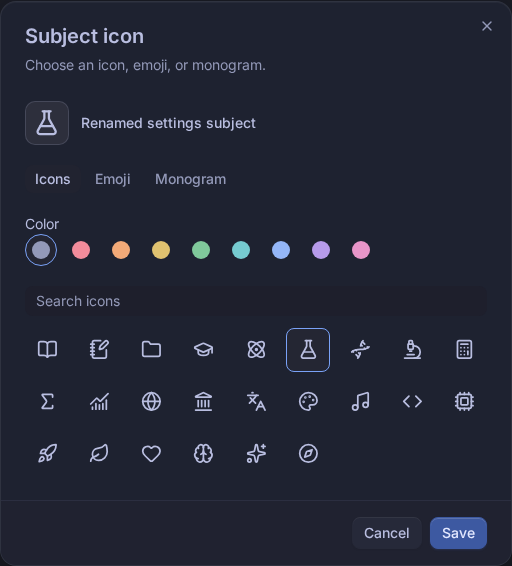 Subject icon
Choose an icon, emoji, or monogram.
Renamed settings subject
Icons Emoji Monogram
Color
Search icons
Cancel Save